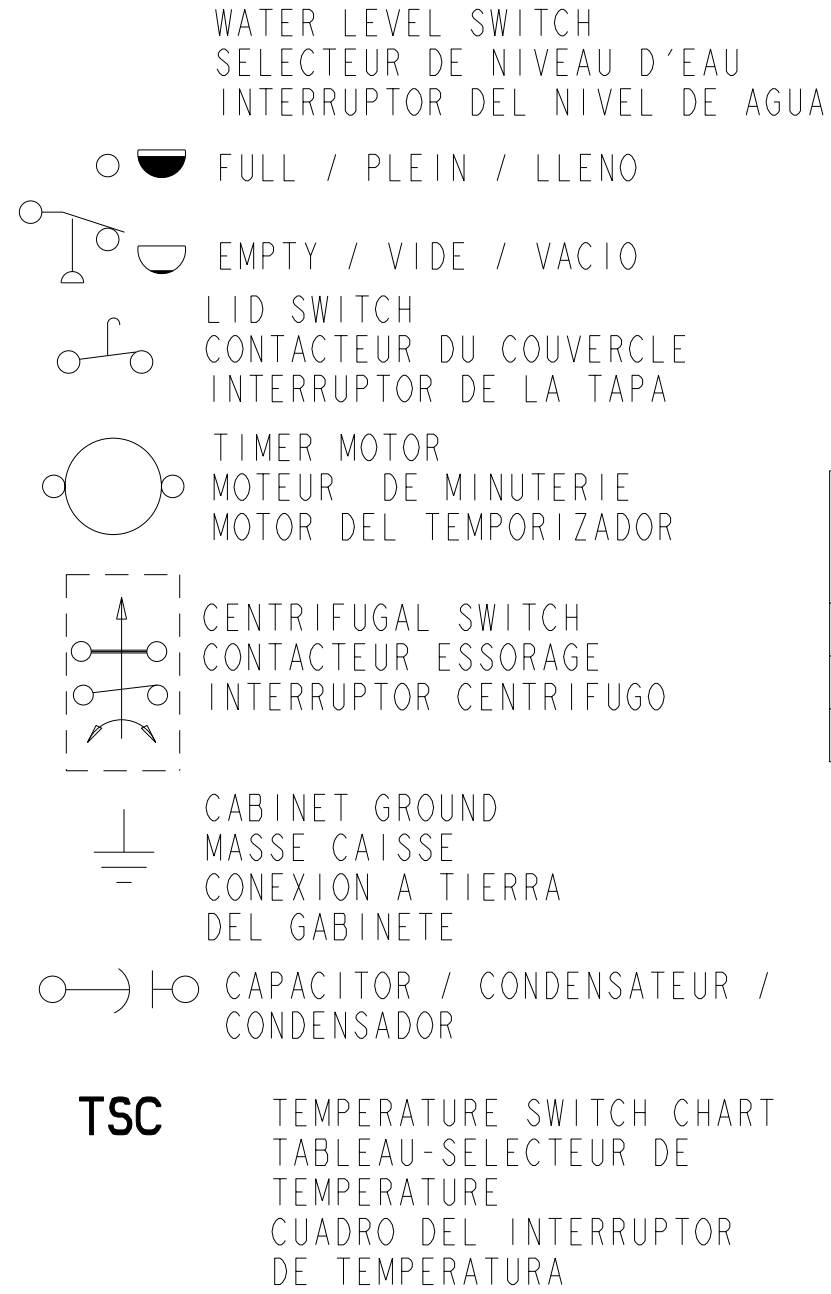 WATER LEVEL SWITCH
SELECTEUR DE NIVEAU D'EAU
INTERRUPTOR DEL NIVEL DE AGUA
FULL / PLEIN / LLENO
EMPTY / VIDE / VACIO
LID SWITCH
CONTACTEUR DU COUVERCLE
INTERRUPTOR DE LA TAPA
TIMER MOTOR
MOTEUR DE MINUTERIE
MOTOR DEL TEMPORIZADOR
CENTRIFUGAL SWITCH
CONTACTEUR ESSORAGE
INTERRUPTOR CENTRIFUGO
CABINET GROUND
MASSE CAISSE
CONEXION A TIERRA
DEL GABINETE
CAPACITOR / CONDENSATEUR /
CONDENSADOR
TSC TEMPERATURE SWITCH CHART
TABLEAU-SELECTEUR DE
TEMPERATURE
CUADRO DEL INTERRUPTOR
DE TEMPERATURA